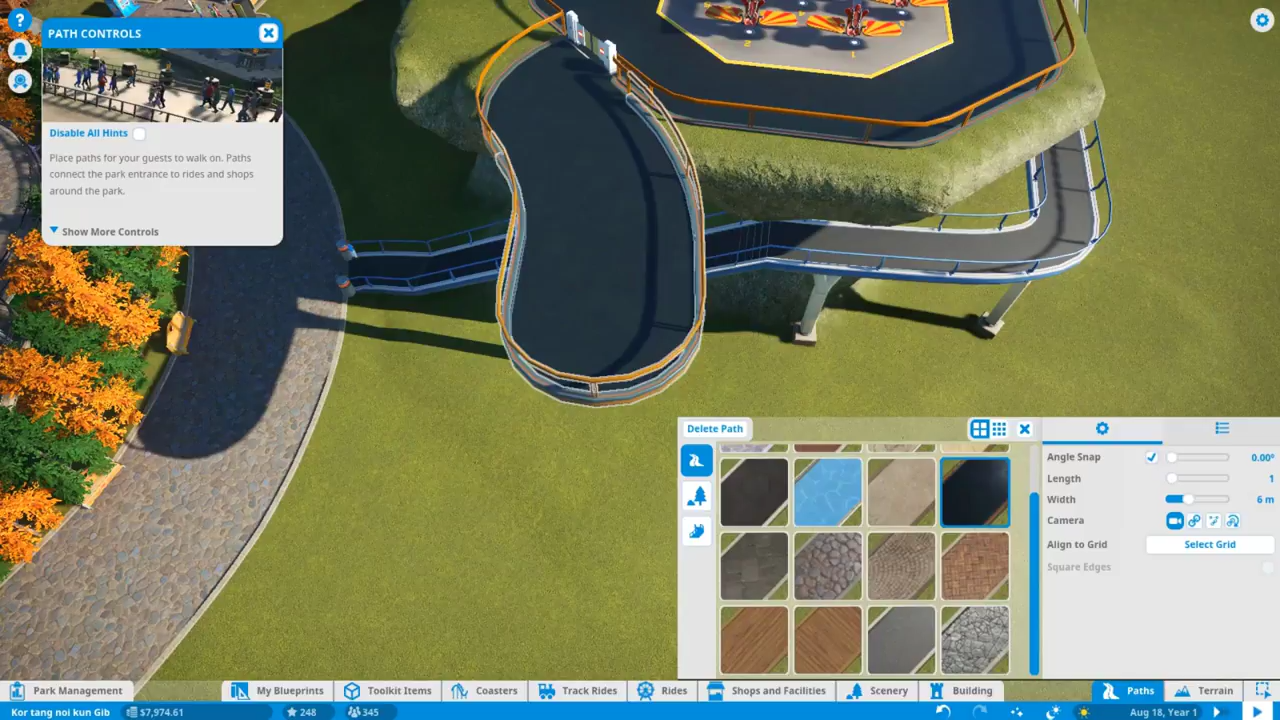 PATH CONTROLS
Disable All Hints
Place paths for your guests to walk on. Paths
connect the park entrance to rides and shops
around the park.
Show More Controls
Delete Path
Angle Snap 0.00°
Length 1
Width 6 m
Camera
Align to Grid Select Grid
Square Edges
Park Management My Blueprints Toolkit Items Coasters Track Rides Rides Shops and Facilities Scenery Building Paths Terrain
Kor tang noi kun Gib $7,974.61 248 345 Aug 18, Year 1